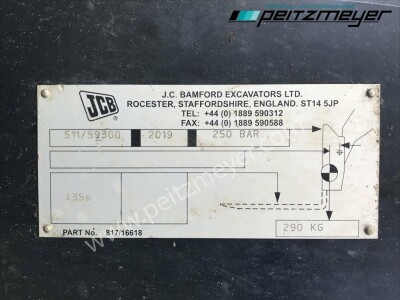 peitzmeyer
JCB
J.C. BAMFORD EXCAVATORS LTD.
ROCESTER, STAFFORDSHIRE, ENGLAND. ST14 5JP
TEL: +44 (0) 1889 590312
FAX: +44 (0) 1889 590588
511/59300 2019 250 BAR
435S
290 KG
PART No. 817/16618
www.peitzmeyer.com